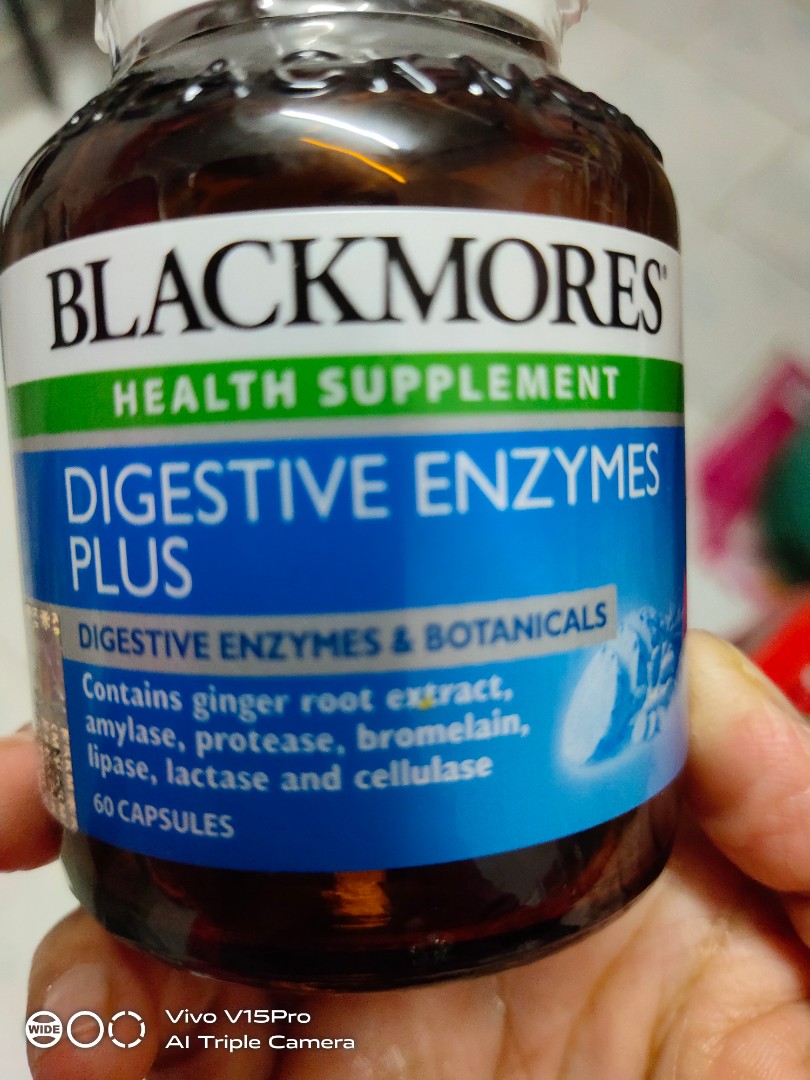 BLACKMORES®
HEALTH SUPPLEMENT
DIGESTIVE ENZYMES
PLUS
DIGESTIVE ENZYMES & BOTANICALS
Contains ginger root extract,
amylase, protease, bromelain,
lipase, lactase and cellulase
60 CAPSULES
WIDE
Vivo V15Pro
AI Triple Camera